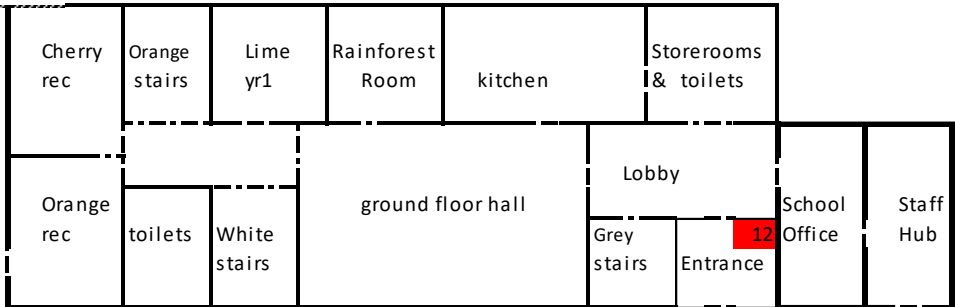 Cherry
rec
Orange
stairs
Lime
yr1
Rainforest
Room
kitchen
Storerooms
& toilets
Lobby
Orange
rec
toilets
White
stairs
ground floor hall
Grey
stairs
12
Entrance
School
Office
Staff
Hub